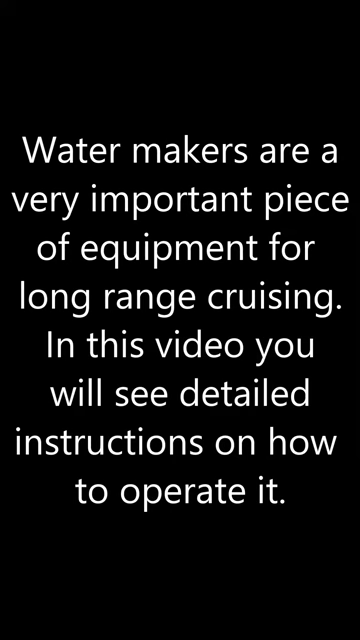 Water makers are a
very important piece
of equipment for
long range cruising.
In this video you
will see detailed
instructions on how
to operate it.